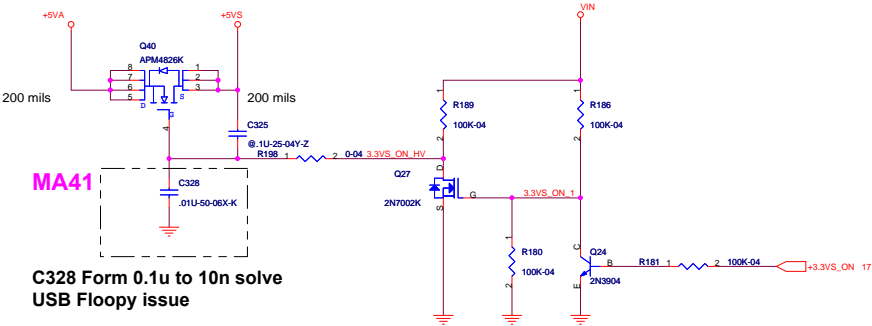 +5VA
+5VS
VIN
Q40
APM4826K
8
7
6
5
D
1
2
3
S
G
4
200 mils
200 mils
C325
@.1U-25-04Y-Z
R198
1
2
0-04
3.3VS_ON_HV
R189
1
2
100K-04
R186
1
2
100K-04
MA41
C328
.01U-50-06X-K
Q27
D
G
S
2N7002K
3.3VS_ON_1
R180
1
2
100K-04
Q24
C
B
E
2N3904
R181
1
2
100K-04
+3.3VS_ON 17
C328 Form 0.1u to 10n solve
USB Floopy issue